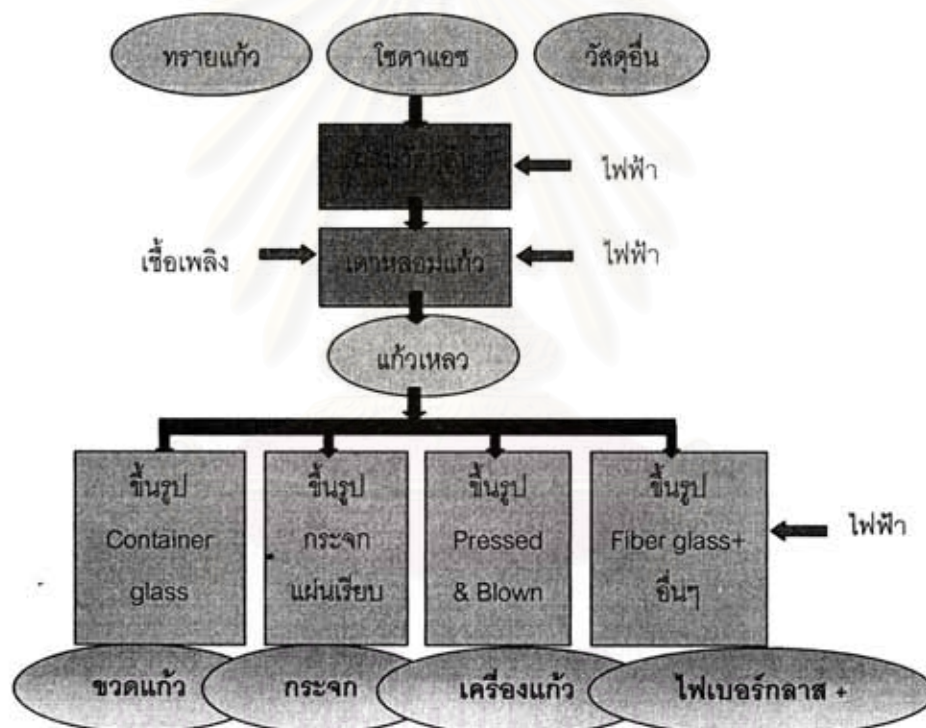 ทรายแก้ว
โซดาแอช
วัสดุอื่น
ไฟฟ้า
เชื้อเพลิง
เตาหลอมแก้ว
ไฟฟ้า
แก้วเหลว
ขึ้นรูป
Container
glass
ขึ้นรูป
กระจก
แผ่นเรียบ
ขึ้นรูป
Pressed
& Blown
ขึ้นรูป
Fiber glass+
อื่นๆ
ไฟฟ้า
ขวดแก้ว
กระจก
เครื่องแก้ว
ไฟเบอร์กลาส +